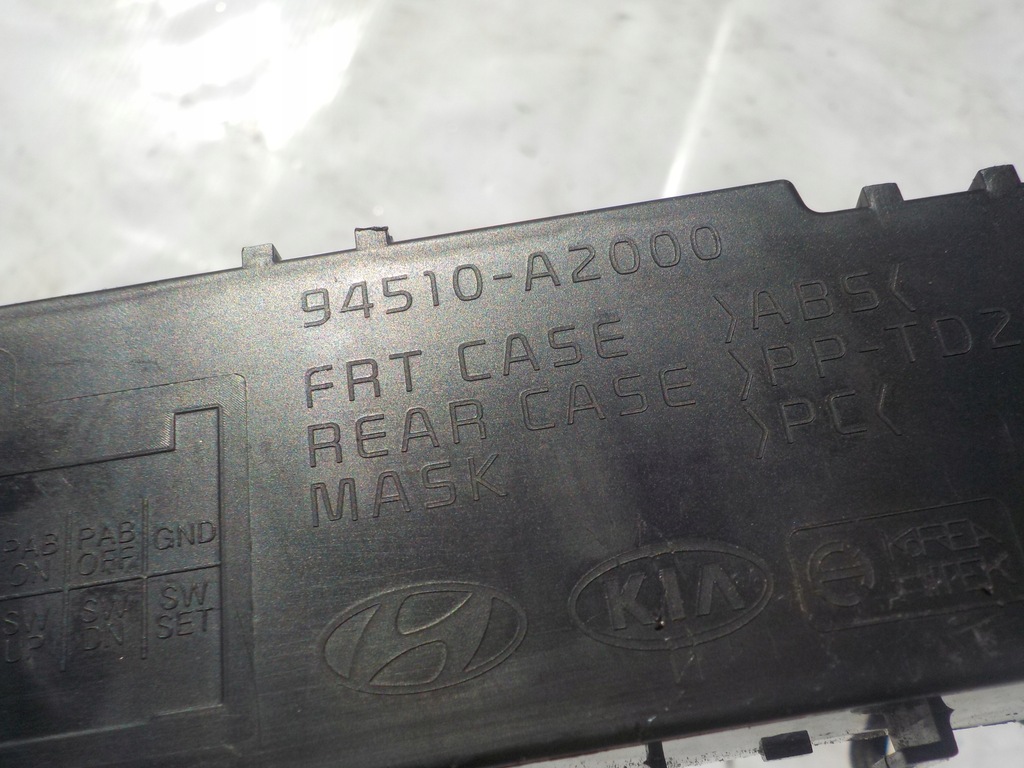 94510-A2000
FRT CASE >ABS<
REAR CASE >PP-TD2
MASK >PC<
PAB ON PAB OFF GND
SW UP SW DN SW SET
KIA
KOREA